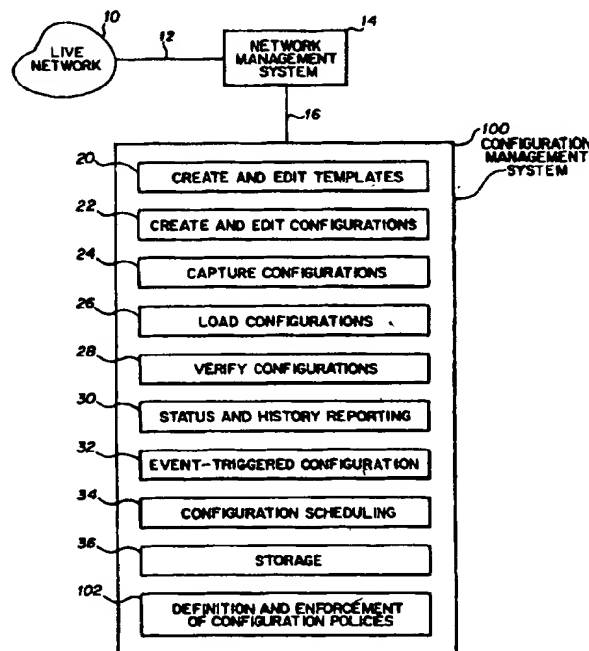 10
LIVE
NETWORK
12
14
NETWORK
MANAGEMENT
SYSTEM
16
100
CONFIGURATION
MANAGEMENT
SYSTEM
20
CREATE AND EDIT TEMPLATES
22
CREATE AND EDIT CONFIGURATIONS
24
CAPTURE CONFIGURATIONS
26
LOAD CONFIGURATIONS
28
VERIFY CONFIGURATIONS
30
STATUS AND HISTORY REPORTING
32
EVENT-TRIGGERED CONFIGURATION
34
CONFIGURATION SCHEDULING
36
STORAGE
102
DEFINITION AND ENFORCEMENT
OF CONFIGURATION POLICIES